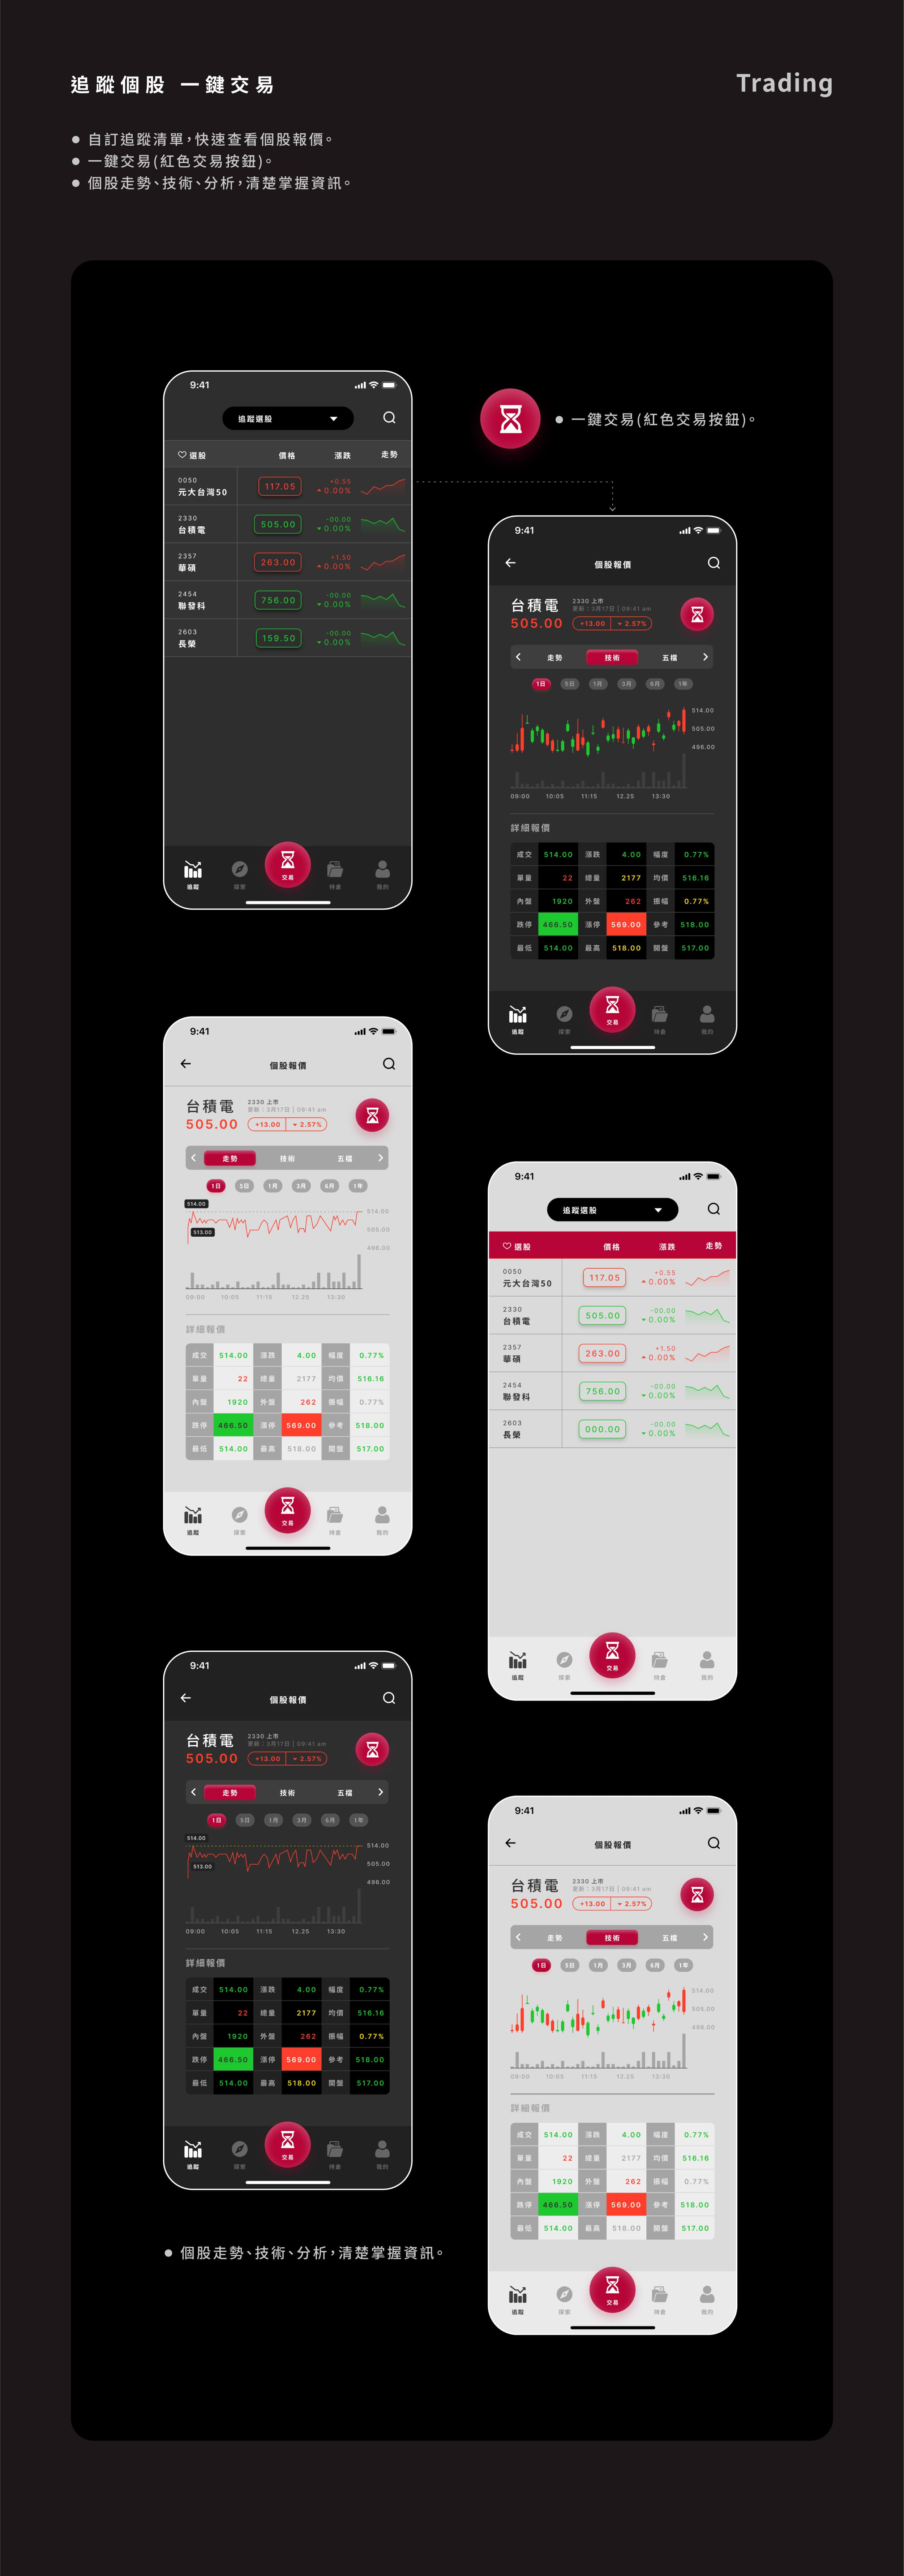 追蹤個股 一鍵交易
Trading
● 自訂追蹤清單，快速查看個股報價。
● 一鍵交易(紅色交易按鈕)。
● 個股走勢、技術、分析，清楚掌握資訊。
9:41
追蹤選股
選股 價格 漲跌 走勢
0050
元大台灣50
117.05
+0.55
0.00%
2330
台積電
505.00
-00.00
0.00%
2357
華碩
263.00
+1.50
0.00%
2454
聯發科
756.00
-00.00
0.00%
2603
長榮
159.50
-00.00
0.00%
追蹤 探索 交易 持倉 我的
● 一鍵交易(紅色交易按鈕)。
9:41
個股報價
台積電
2330 上市
更新：3月17日 | 09:41 am
505.00
+13.00 2.57%
走勢 技術 五檔
1日 5日 1月 3月 6月 1年
514.00
505.00
496.00
09:00 10:05 11:15 12.25 13:30
詳細報價
成交 514.00 漲跌 4.00 幅度 0.77%
單量 22 總量 2177 均價 516.16
內盤 1920 外盤 262 振幅 0.77%
跌停 466.50 漲停 569.00 參考 518.00
最低 514.00 最高 518.00 開盤 517.00
追蹤 探索 交易 持倉 我的
9:41
個股報價
台積電
2330 上市
更新：3月17日 | 09:41 am
505.00
+13.00 2.57%
走勢 技術 五檔
1日 5日 1月 3月 6月 1年
514.00
514.00
513.00
505.00
496.00
09:00 10:05 11:15 12.25 13:30
詳細報價
成交 514.00 漲跌 4.00 幅度 0.77%
單量 22 總量 2177 均價 516.16
內盤 1920 外盤 262 振幅 0.77%
跌停 466.50 漲停 569.00 參考 518.00
最低 514.00 最高 518.00 開盤 517.00
追蹤 探索 交易 持倉 我的
9:41
追蹤選股
選股 價格 漲跌 走勢
0050
元大台灣50
117.05
+0.55
0.00%
2330
台積電
505.00
-00.00
0.00%
2357
華碩
263.00
+1.50
0.00%
2454
聯發科
756.00
-00.00
0.00%
2603
長榮
000.00
-00.00
0.00%
追蹤 探索 交易 持倉 我的
9:41
個股報價
台積電
2330 上市
更新：3月17日 | 09:41 am
505.00
+13.00 2.57%
走勢 技術 五檔
1日 5日 1月 3月 6月 1年
514.00
514.00
513.00
505.00
496.00
09:00 10:05 11:15 12.25 13:30
詳細報價
成交 514.00 漲跌 4.00 幅度 0.77%
單量 22 總量 2177 均價 516.16
內盤 1920 外盤 262 振幅 0.77%
跌停 466.50 漲停 569.00 參考 518.00
最低 514.00 最高 518.00 開盤 517.00
追蹤 探索 交易 持倉 我的
● 個股走勢、技術、分析，清楚掌握資訊。
9:41
個股報價
台積電
2330 上市
更新：3月17日 | 09:41 am
505.00
+13.00 2.57%
走勢 技術 五檔
1日 5日 1月 3月 6月 1年
514.00
505.00
496.00
09:00 10:05 11:15 12.25 13:30
詳細報價
成交 514.00 漲跌 4.00 幅度 0.77%
單量 22 總量 2177 均價 516.16
內盤 1920 外盤 262 振幅 0.77%
跌停 466.50 漲停 569.00 參考 518.00
最低 514.00 最高 518.00 開盤 517.00
追蹤 探索 交易 持倉 我的